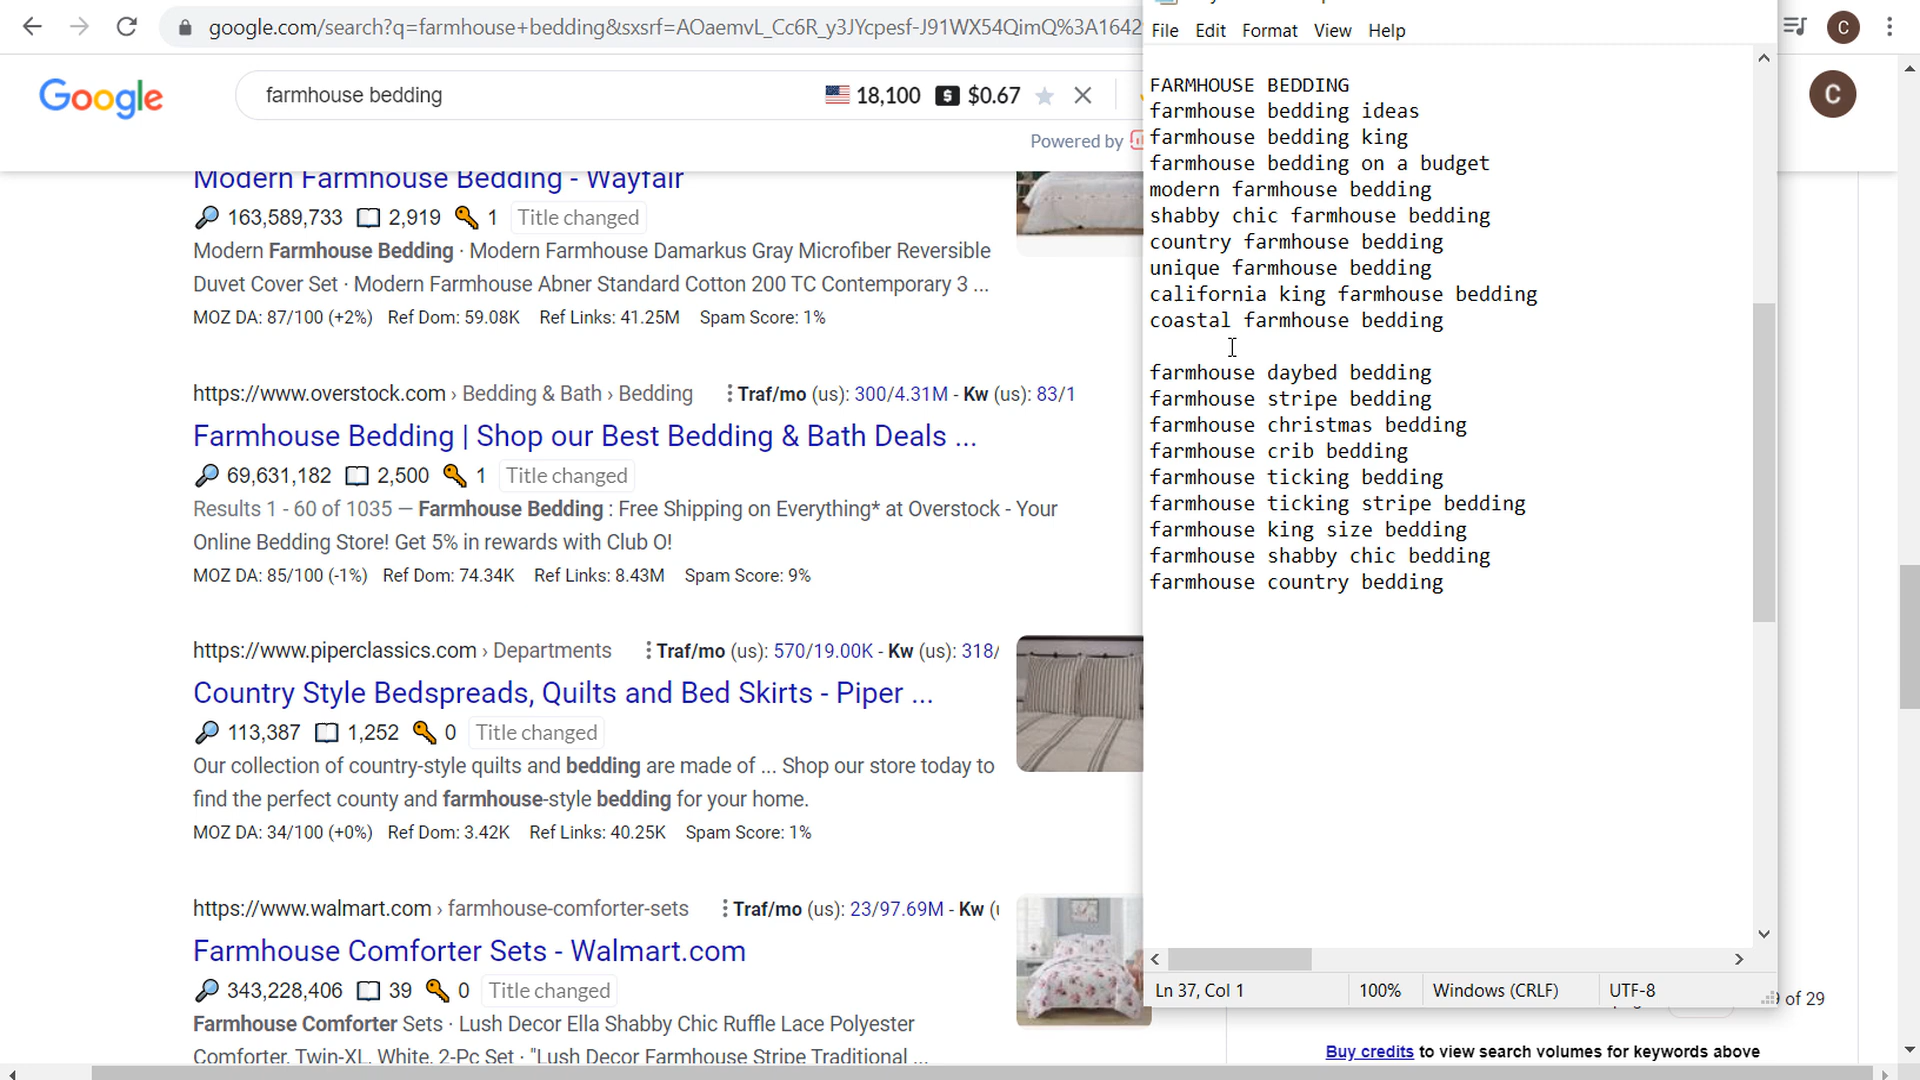 google.com/search?q=farmhouse+bedding&sxsrf=AOaemvL_Cc6R_y3JYcpesf-J91WX54QimQ%3A1642
C
Google
farmhouse bedding
18,100
$ $0.67
Powered by
C
Modern Farmhouse Bedding - Wayfair
163,589,733 2,919 1 Title changed
Modern Farmhouse Bedding · Modern Farmhouse Damarkus Gray Microfiber Reversible
Duvet Cover Set · Modern Farmhouse Abner Standard Cotton 200 TC Contemporary 3 ...
MOZ DA: 87/100 (+2%) Ref Dom: 59.08K Ref Links: 41.25M Spam Score: 1%
https://www.overstock.com › Bedding & Bath › Bedding Traf/mo (us): 300/4.31M - Kw (us): 83/1
Farmhouse Bedding | Shop our Best Bedding & Bath Deals ...
69,631,182 2,500 1 Title changed
Results 1 - 60 of 1035 — Farmhouse Bedding : Free Shipping on Everything* at Overstock - Your
Online Bedding Store! Get 5% in rewards with Club O!
MOZ DA: 85/100 (-1%) Ref Dom: 74.34K Ref Links: 8.43M Spam Score: 9%
https://www.piperclassics.com › Departments Traf/mo (us): 570/19.00K - Kw (us): 318/
Country Style Bedspreads, Quilts and Bed Skirts - Piper ...
113,387 1,252 0 Title changed
Our collection of country-style quilts and bedding are made of ... Shop our store today to
find the perfect county and farmhouse-style bedding for your home.
MOZ DA: 34/100 (+0%) Ref Dom: 3.42K Ref Links: 40.25K Spam Score: 1%
https://www.walmart.com › farmhouse-comforter-sets Traf/mo (us): 23/97.69M - Kw (
Farmhouse Comforter Sets - Walmart.com
343,228,406 39 0 Title changed
Farmhouse Comforter Sets · Lush Decor Ella Shabby Chic Ruffle Lace Polyester
Comforter, Twin-XL, White, 2-Pc Set · "Lush Decor Farmhouse Stripe Traditional ...
File Edit Format View Help
FARMHOUSE BEDDING
farmhouse bedding ideas
farmhouse bedding king
farmhouse bedding on a budget
modern farmhouse bedding
shabby chic farmhouse bedding
country farmhouse bedding
unique farmhouse bedding
california king farmhouse bedding
coastal farmhouse bedding
farmhouse daybed bedding
farmhouse stripe bedding
farmhouse christmas bedding
farmhouse crib bedding
farmhouse ticking bedding
farmhouse ticking stripe bedding
farmhouse king size bedding
farmhouse shabby chic bedding
farmhouse country bedding
Ln 37, Col 1 100% Windows (CRLF) UTF-8
of 29
Buy credits to view search volumes for keywords above